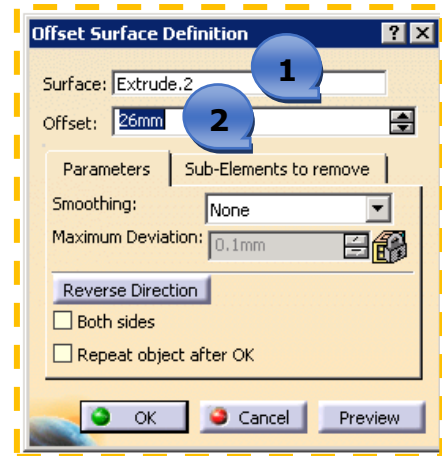 Offset Surface Definition ? X
1
Surface: Extrude.2
Offset: 26mm 2
Parameters Sub-Elements to remove
Smoothing: None
Maximum Deviation: 0.1mm
Reverse Direction
Both sides
Repeat object after OK
OK Cancel Preview